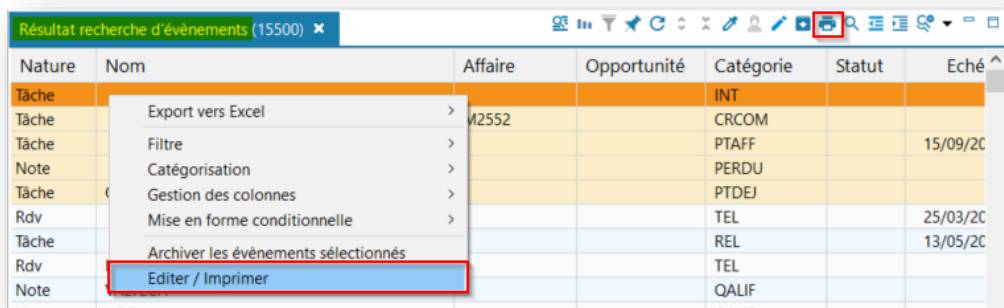 Résultat recherche d'évènements (15500)
Nature Nom Affaire Opportunité Catégorie Statut Eché
Tâche INT
Tâche M2552 CRCOM
Tâche PTAFF 15/09/20
Note PERDU
Tâche PTDEJ
Rdv TEL 25/03/20
Tâche REL 13/05/20
Rdv TEL
Note QALIF
Export vers Excel
Filtre
Catégorisation
Gestion des colonnes
Mise en forme conditionnelle
Archiver les évènements sélectionnés
Editer / Imprimer